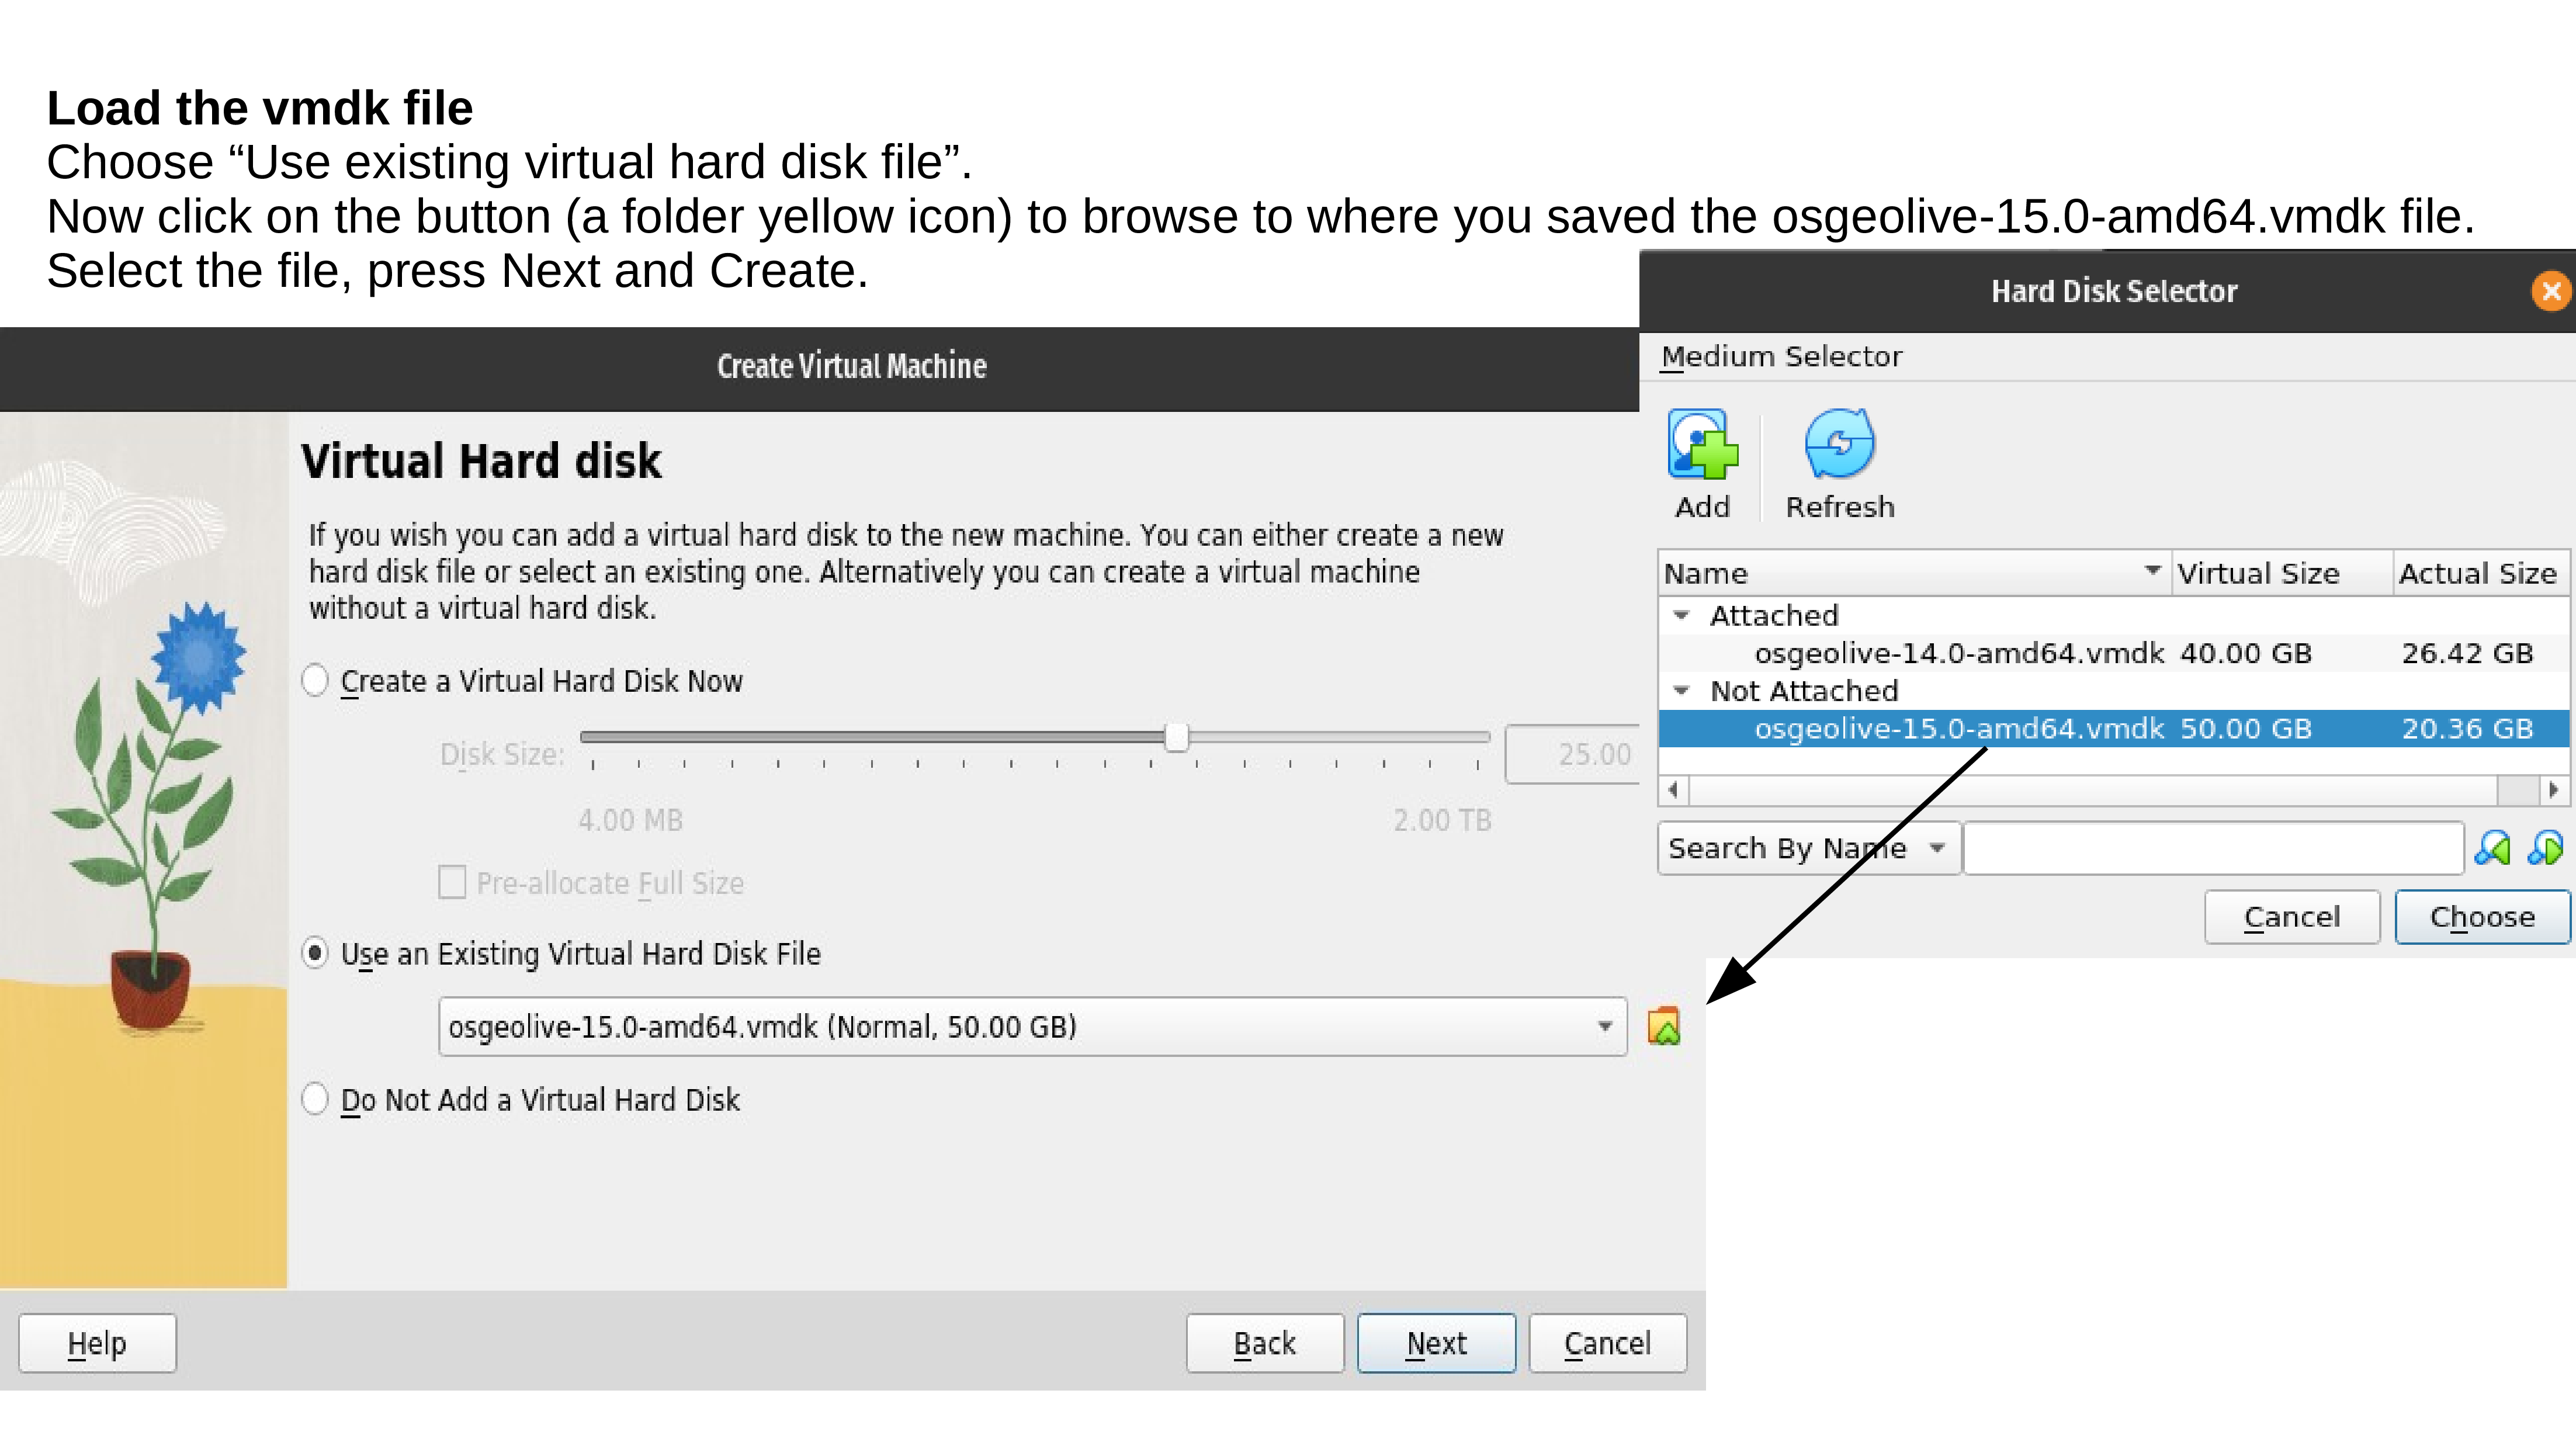 Load the vmdk file
Choose “Use existing virtual hard disk file”.
Now click on the button (a folder yellow icon) to browse to where you saved the osgeolive-15.0-amd64.vmdk file.
Select the file, press Next and Create.
Create Virtual Machine
Virtual Hard disk
If you wish you can add a virtual hard disk to the new machine. You can either create a new
hard disk file or select an existing one. Alternatively you can create a virtual machine
without a virtual hard disk.
Create a Virtual Hard Disk Now
Disk Size:
25.00
4.00 MB
2.00 TB
Pre-allocate Full Size
Use an Existing Virtual Hard Disk File
osgeolive-15.0-amd64.vmdk (Normal, 50.00 GB)
Do Not Add a Virtual Hard Disk
Help
Back
Next
Cancel
Hard Disk Selector
Medium Selector
Add
Refresh
Name
Virtual Size
Actual Size
Attached
osgeolive-14.0-amd64.vmdk 40.00 GB 26.42 GB
Not Attached
osgeolive-15.0-amd64.vmdk 50.00 GB 20.36 GB
Search By Name
Cancel
Choose